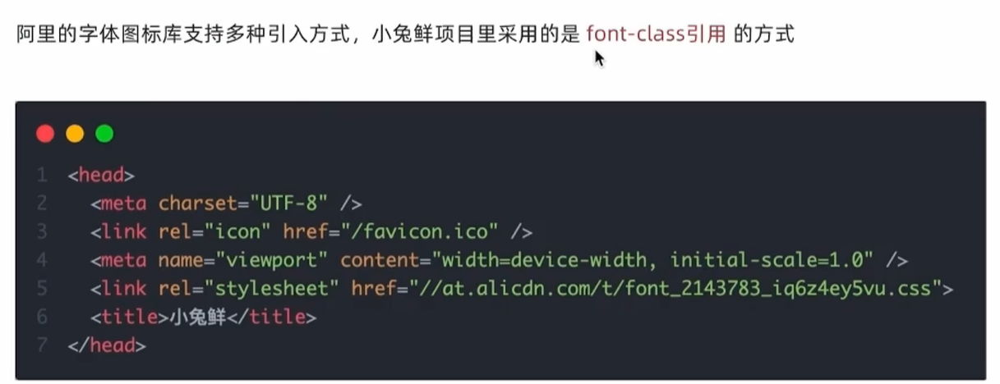 阿里的字体图标库支持多种引入方式，小兔鲜项目里采用的是 font-class引用 的方式
1 <head>
2   <meta charset="UTF-8" />
3   <link rel="icon" href="/favicon.ico" />
4   <meta name="viewport" content="width=device-width, initial-scale=1.0" />
5   <link rel="stylesheet" href="//at.alicdn.com/t/font_2143783_iq6z4ey5vu.css">
6   <title>小兔鲜</title>
7 </head>